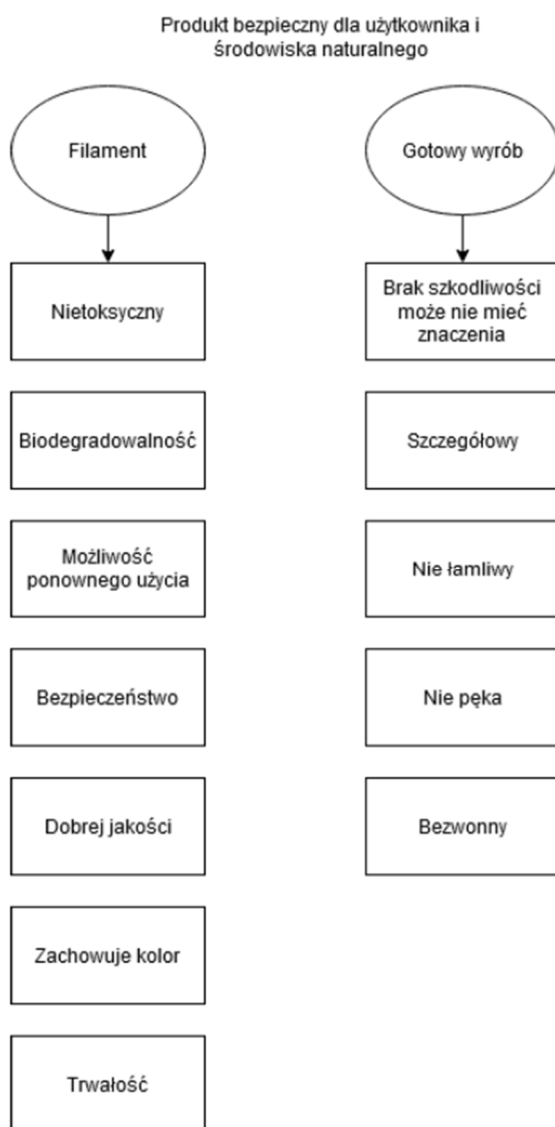 Produkt bezpieczny dla użytkownika i
środowiska naturalnego
Filament
Nietoksyczny
Biodegradowalność
Możliwość
ponownego użycia
Bezpieczeństwo
Dobrej jakości
Zachowuje kolor
Trwałość
Gotowy wyrób
Brak szkodliwości
może nie mieć
znaczenia
Szczegółowy
Nie łamliwy
Nie pęka
Bezwonny